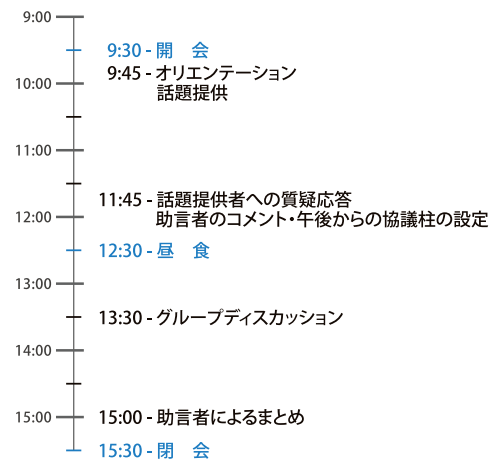 9:00
9:30 - 開　会
9:45 - オリエンテーション
10:00
話題提供
11:00
11:45 - 話題提供者への質疑応答
12:00
助言者のコメント・午後からの協議柱の設定
12:30 - 昼　食
13:00
13:30 - グループディスカッション
14:00
15:00
15:00 - 助言者によるまとめ
15:30 - 閉　会